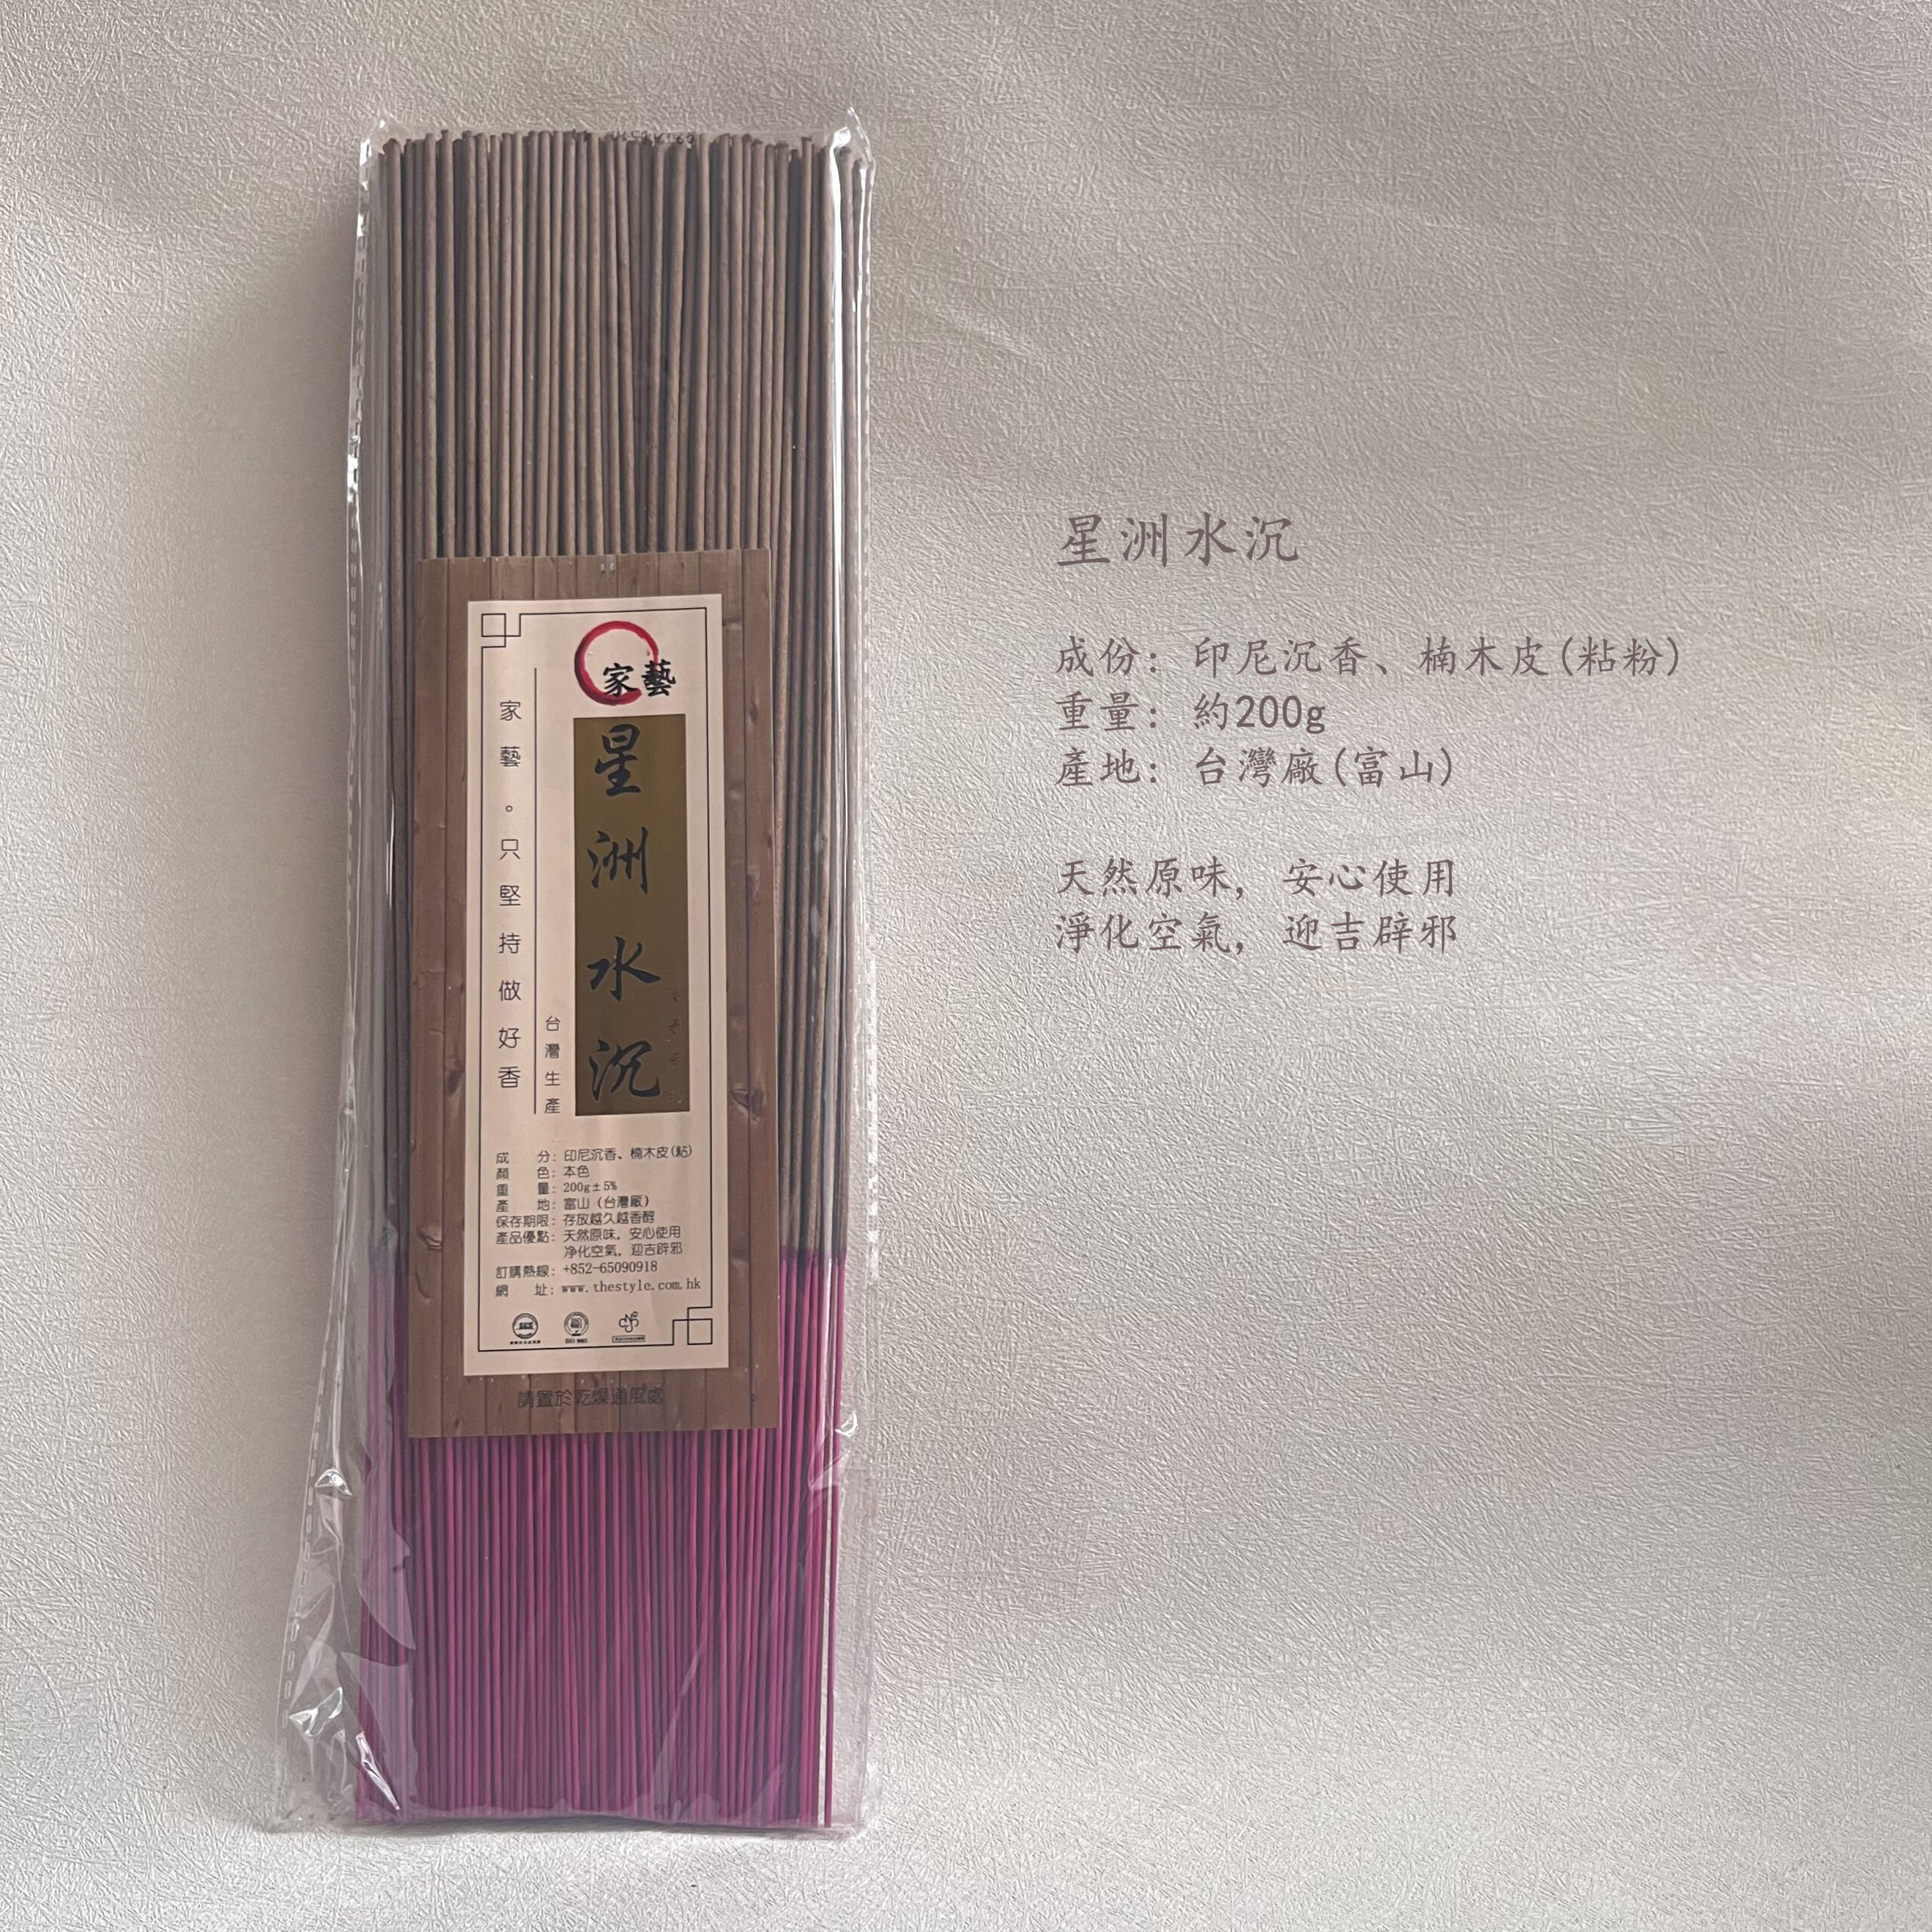 家藝
星洲水沉
家藝。只堅持做好香
台灣生產
成　　分：印尼沉香、楠木皮(黏)
顏　　色：本色
重　　量：200g±5%
產　　地：富山（台灣廠）
保存期限：存放越久越香醇
產品優點：天然原味，安心使用
淨化空氣，迎吉辟邪
訂購熱線：+852-65090918
網　　址：www.thestyle.com.hk
請置於乾燥通風處
星洲水沉
成份：印尼沉香、楠木皮(粘粉)
重量：約200g
產地：台灣廠(富山)
天然原味，安心使用
淨化空氣，迎吉辟邪